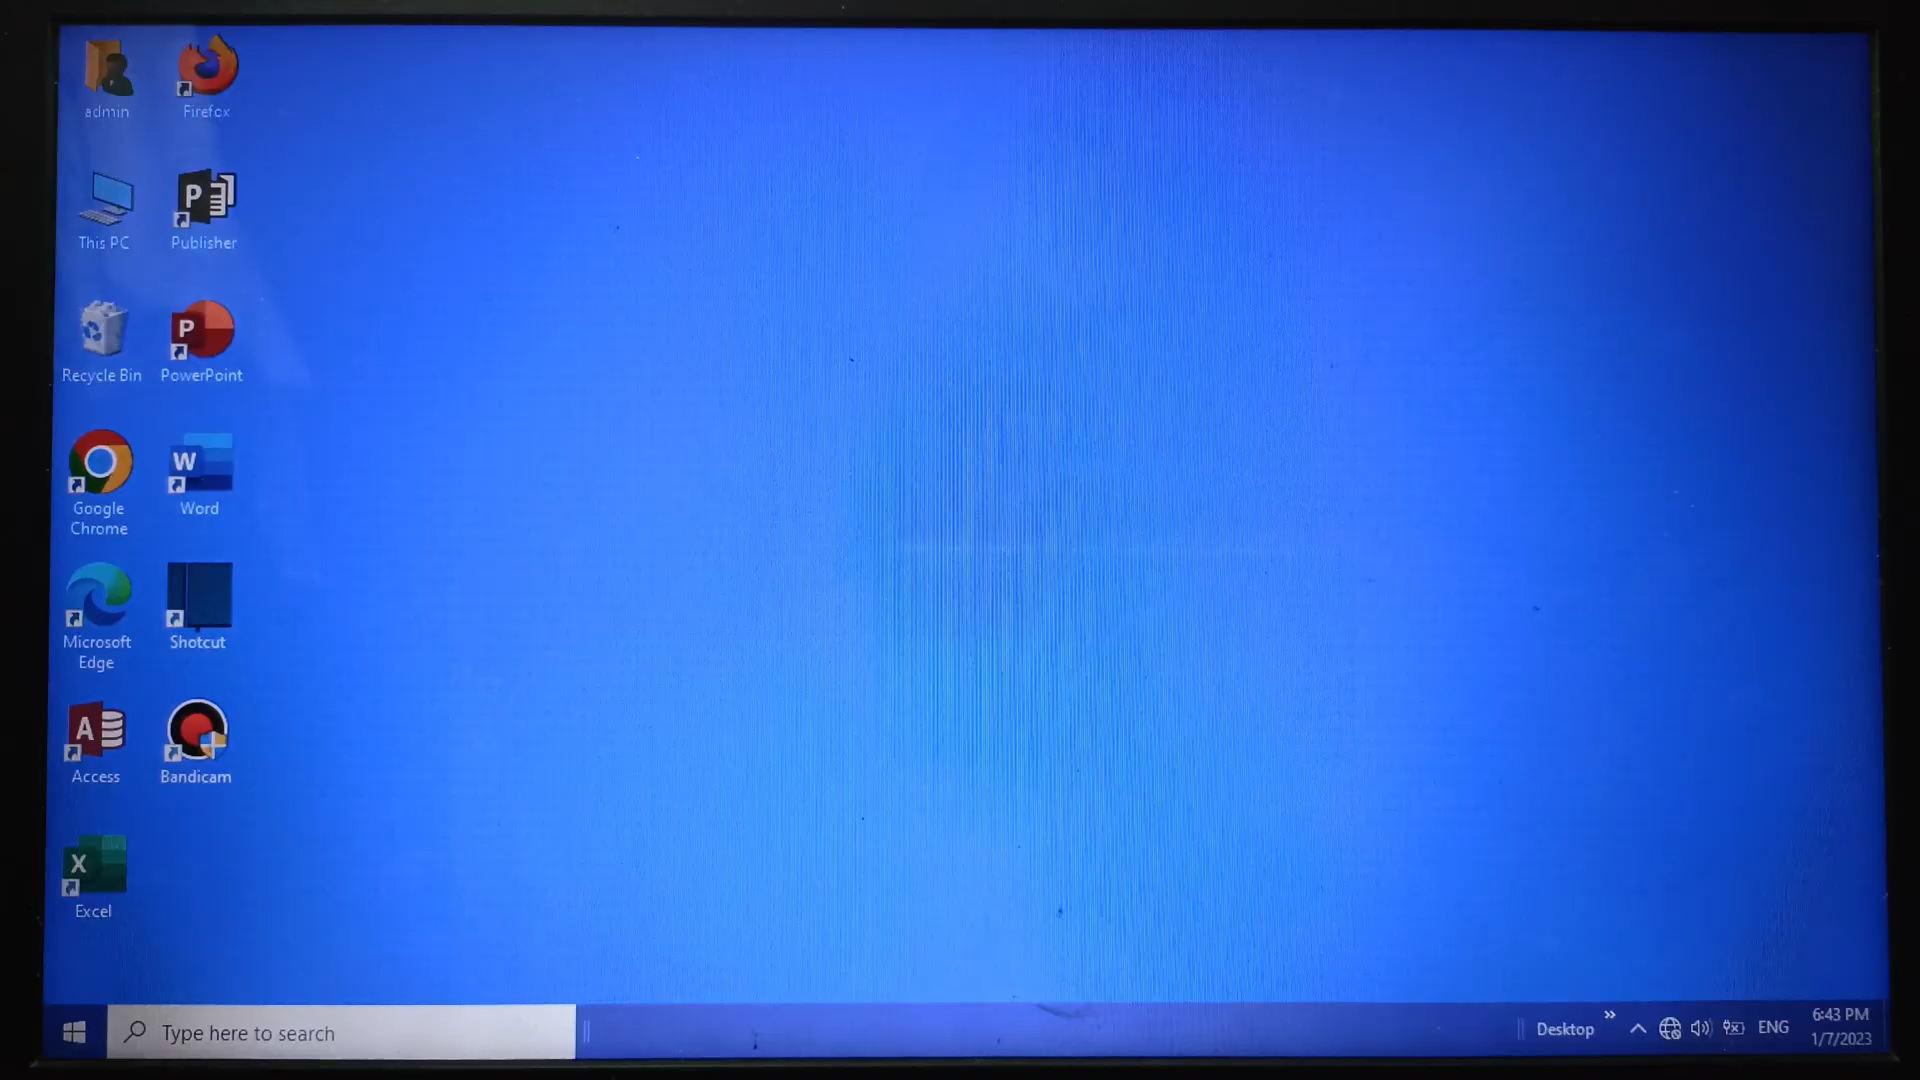 admin
Firefox
This PC
Publisher
Recycle Bin
PowerPoint
Google
Chrome
Word
Microsoft
Edge
Shotcut
Access
Bandicam
Excel
Type here to search
Desktop
ENG
6:43 PM
1/7/2023